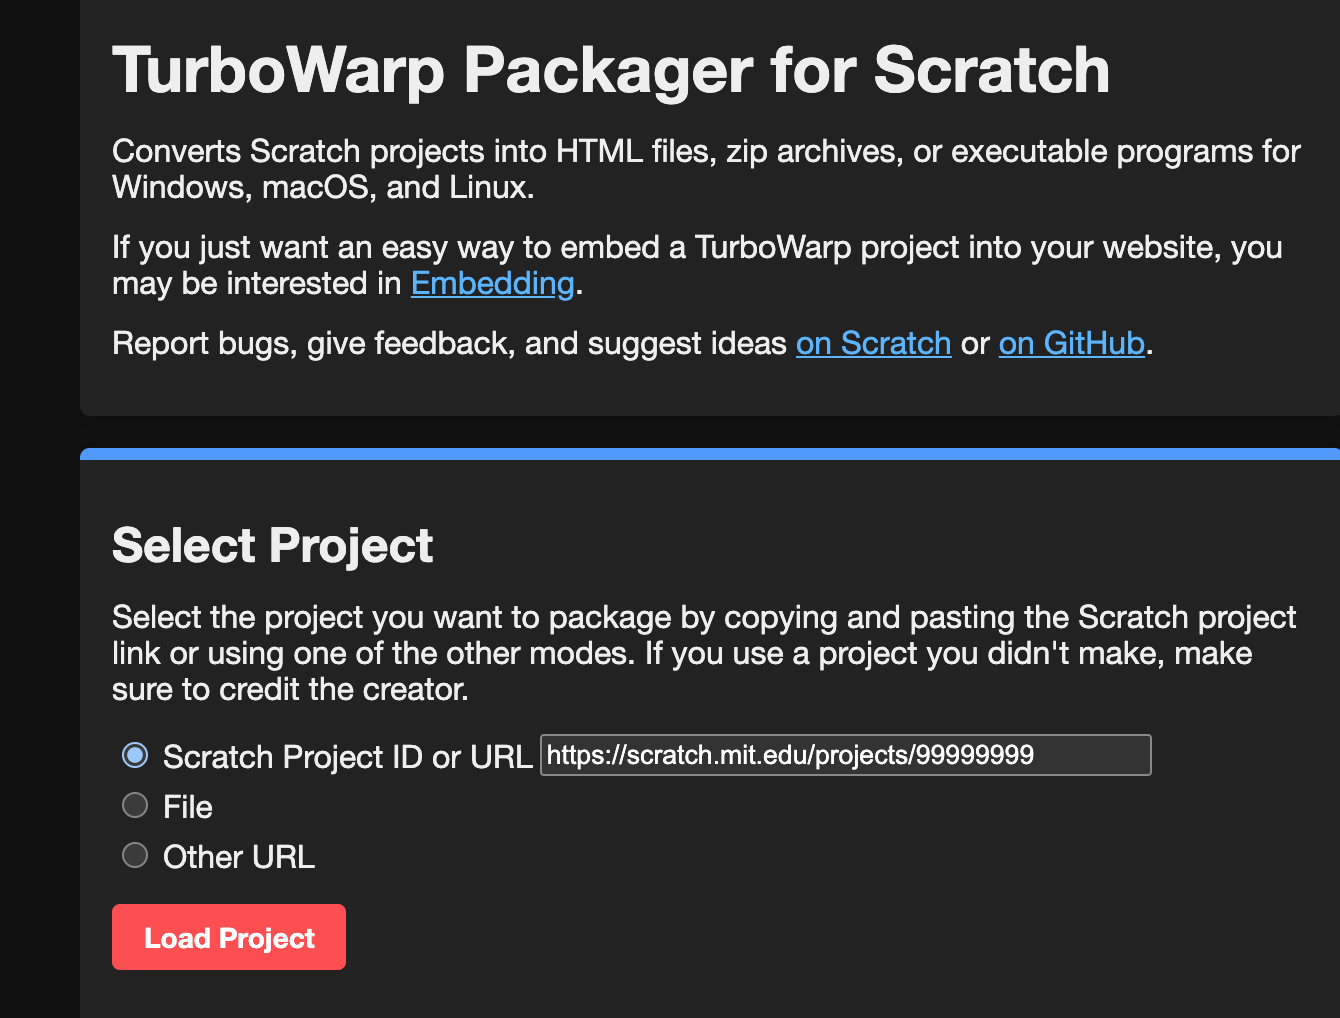 TurboWarp Packager for Scratch
Converts Scratch projects into HTML files, zip archives, or executable programs for
Windows, macOS, and Linux.
If you just want an easy way to embed a TurboWarp project into your website, you
may be interested in Embedding.
Report bugs, give feedback, and suggest ideas on Scratch or on GitHub.
Select Project
Select the project you want to package by copying and pasting the Scratch project
link or using one of the other modes. If you use a project you didn't make, make
sure to credit the creator.
Scratch Project ID or URL https://scratch.mit.edu/projects/99999999
File
Other URL
Load Project